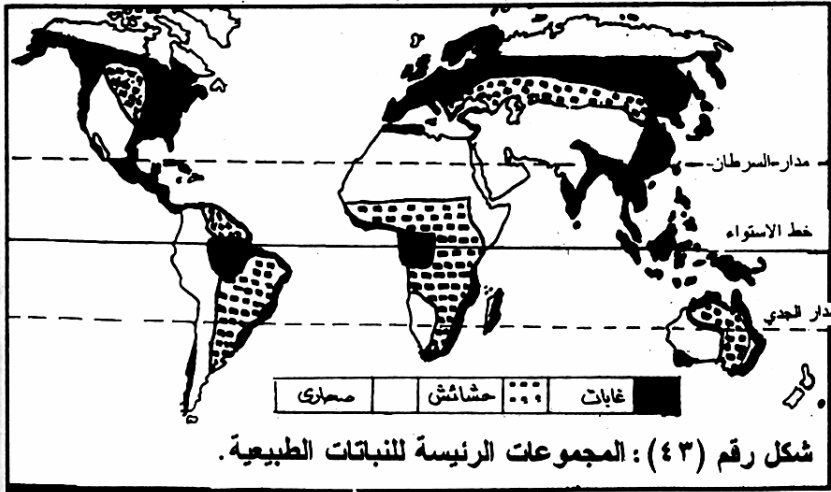 مدار السرطان
خط الاستواء
مدار الجدي
غابات
حشائش
صحارى
شكل رقم (٤٣): المجموعات الرئيسة للنباتات الطبيعية.